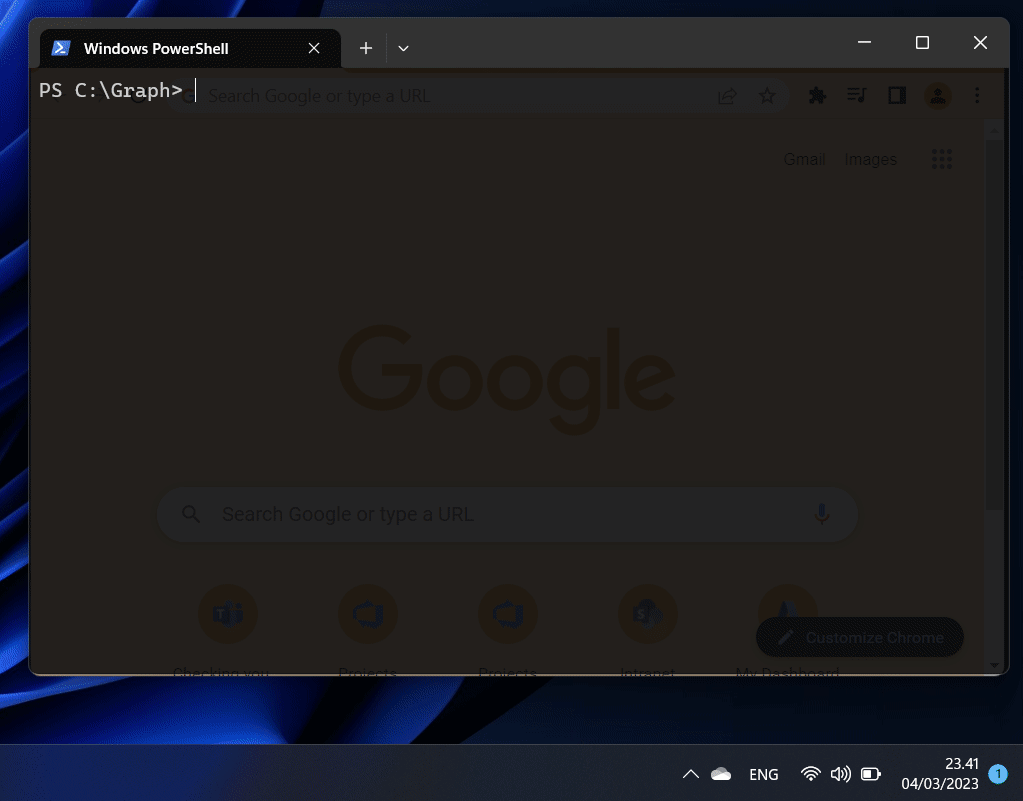 Windows PowerShell
PS C:\Graph>
Search Google or type a URL
Gmail Images
Google
Search Google or type a URL
T S
Checking you Projects Projects Intranet My Dashboard
Customize Chrome
ENG
23.41
04/03/2023
1